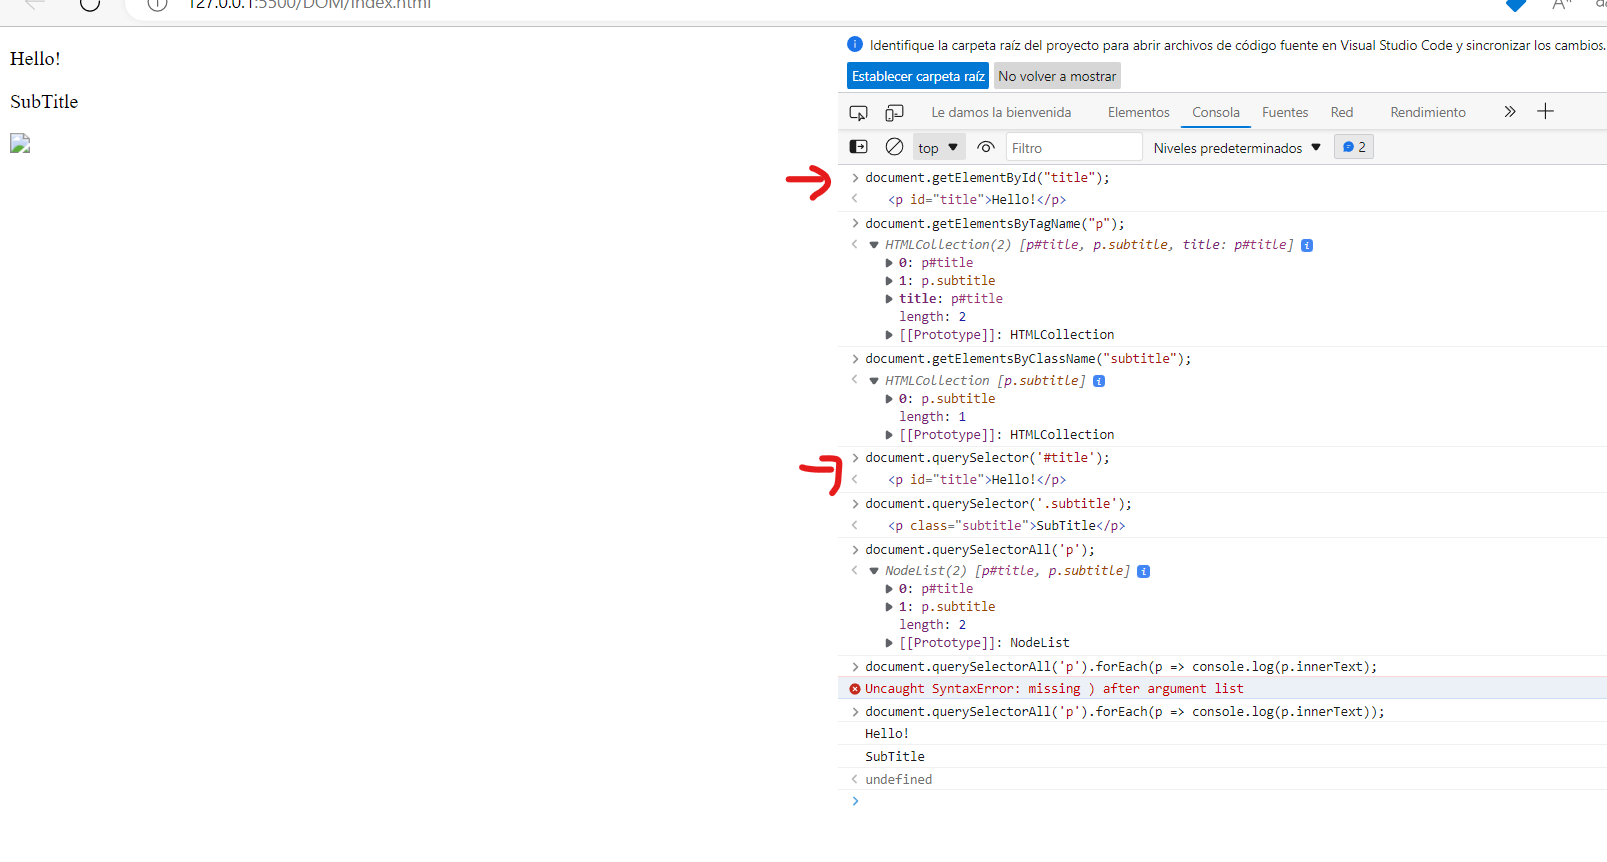 127.0.0.1:5500/DOM/index.html
Hello!
SubTitle
Identifique la carpeta raíz del proyecto para abrir archivos de código fuente en Visual Studio Code y sincronizar los cambios.
Establecer carpeta raíz No volver a mostrar
Le damos la bienvenida Elementos Consola Fuentes Red Rendimiento
top Filtro Niveles predeterminados 2
document.getElementById("title");
<p id="title">Hello!</p>
document.getElementsByTagName("p");
HTMLCollection(2) [p#title, p.subtitle, title: p#title]
0: p#title
1: p.subtitle
title: p#title
length: 2
[[Prototype]]: HTMLCollection
document.getElementsByClassName("subtitle");
HTMLCollection [p.subtitle]
0: p.subtitle
length: 1
[[Prototype]]: HTMLCollection
document.querySelector('#title');
<p id="title">Hello!</p>
document.querySelector('.subtitle');
<p class="subtitle">SubTitle</p>
document.querySelectorAll('p');
NodeList(2) [p#title, p.subtitle]
0: p#title
1: p.subtitle
length: 2
[[Prototype]]: NodeList
document.querySelectorAll('p').forEach(p => console.log(p.innerText);
Uncaught SyntaxError: missing ) after argument list
document.querySelectorAll('p').forEach(p => console.log(p.innerText));
Hello!
SubTitle
undefined